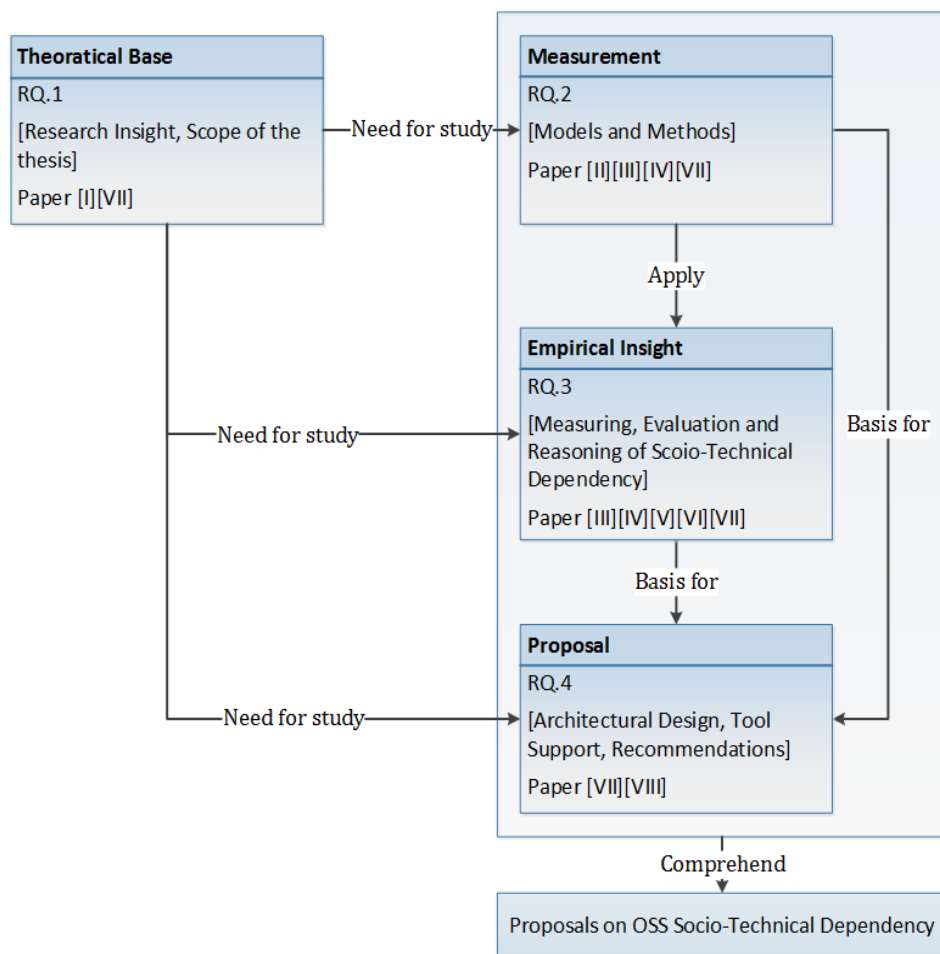 Theoratical Base
RQ.1
[Research Insight, Scope of the
thesis]
Paper [I][VII]
Need for study
Measurement
RQ.2
[Models and Methods]
Paper [II][III][IV][VII]
Apply
Empirical Insight
RQ.3
[Measuring, Evaluation and
Reasoning of Scoio-Technical
Dependency]
Paper [III][IV][V][VI][VII]
Need for study
Basis for
Basis for
Proposal
RQ.4
[Architectural Design, Tool
Support, Recommendations]
Paper [VII][VIII]
Need for study
Comprehend
Proposals on OSS Socio-Technical Dependency